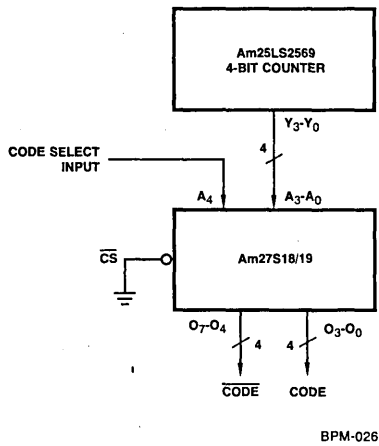 Am25LS2569
4-BIT COUNTER
Y3-Y0
4
CODE SELECT
INPUT
A4
A3-A0
CS
Am27S18/19
O7-O4
O3-O0
4
4
CODE
CODE
BPM-026